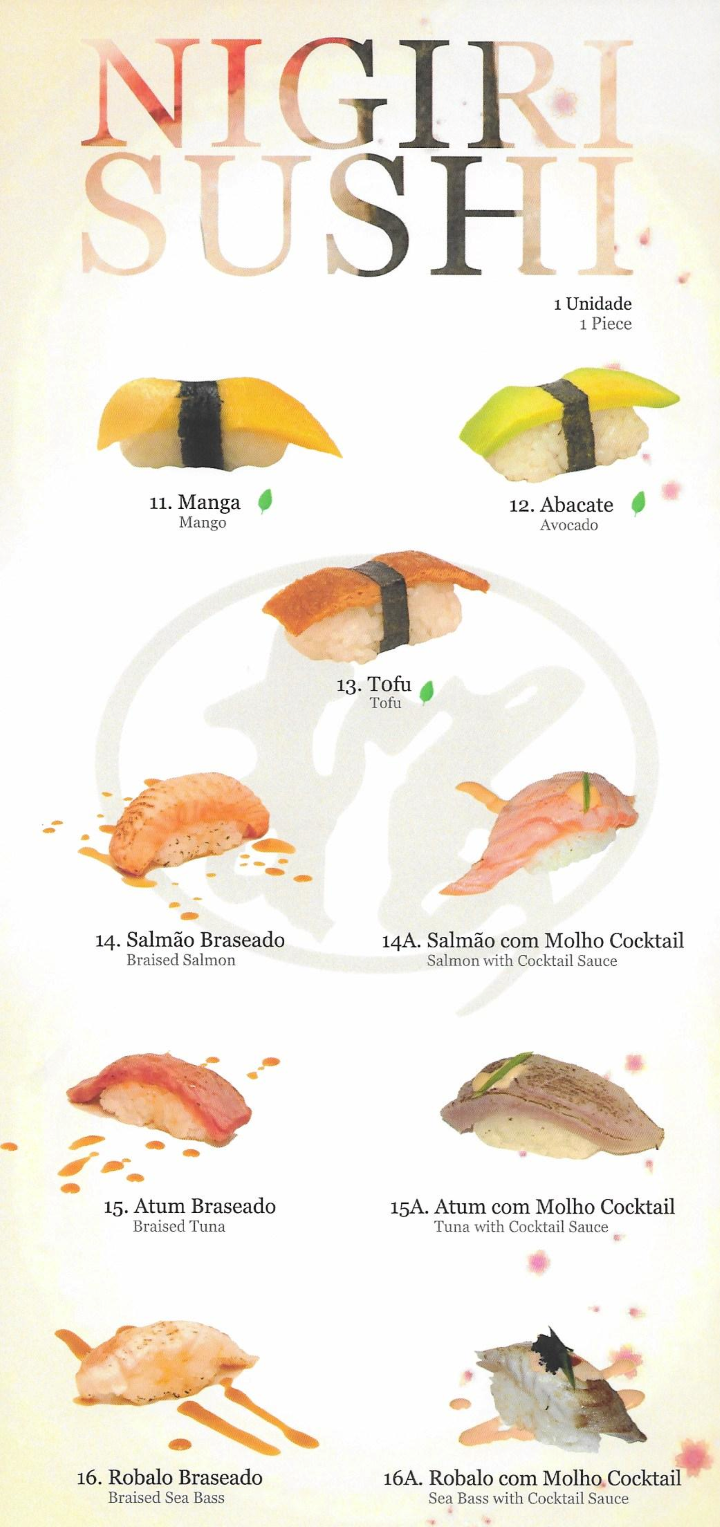 NIGIRI
SUSHI
1 Unidade
1 Piece
11. Manga
Mango
12. Abacate
Avocado
13. Tofu
Tofu
14. Salmão Braseado
Braised Salmon
14A. Salmão com Molho Cocktail
Salmon with Cocktail Sauce
15. Atum Braseado
Braised Tuna
15A. Atum com Molho Cocktail
Tuna with Cocktail Sauce
16. Robalo Braseado
Braised Sea Bass
16A. Robalo com Molho Cocktail
Sea Bass with Cocktail Sauce